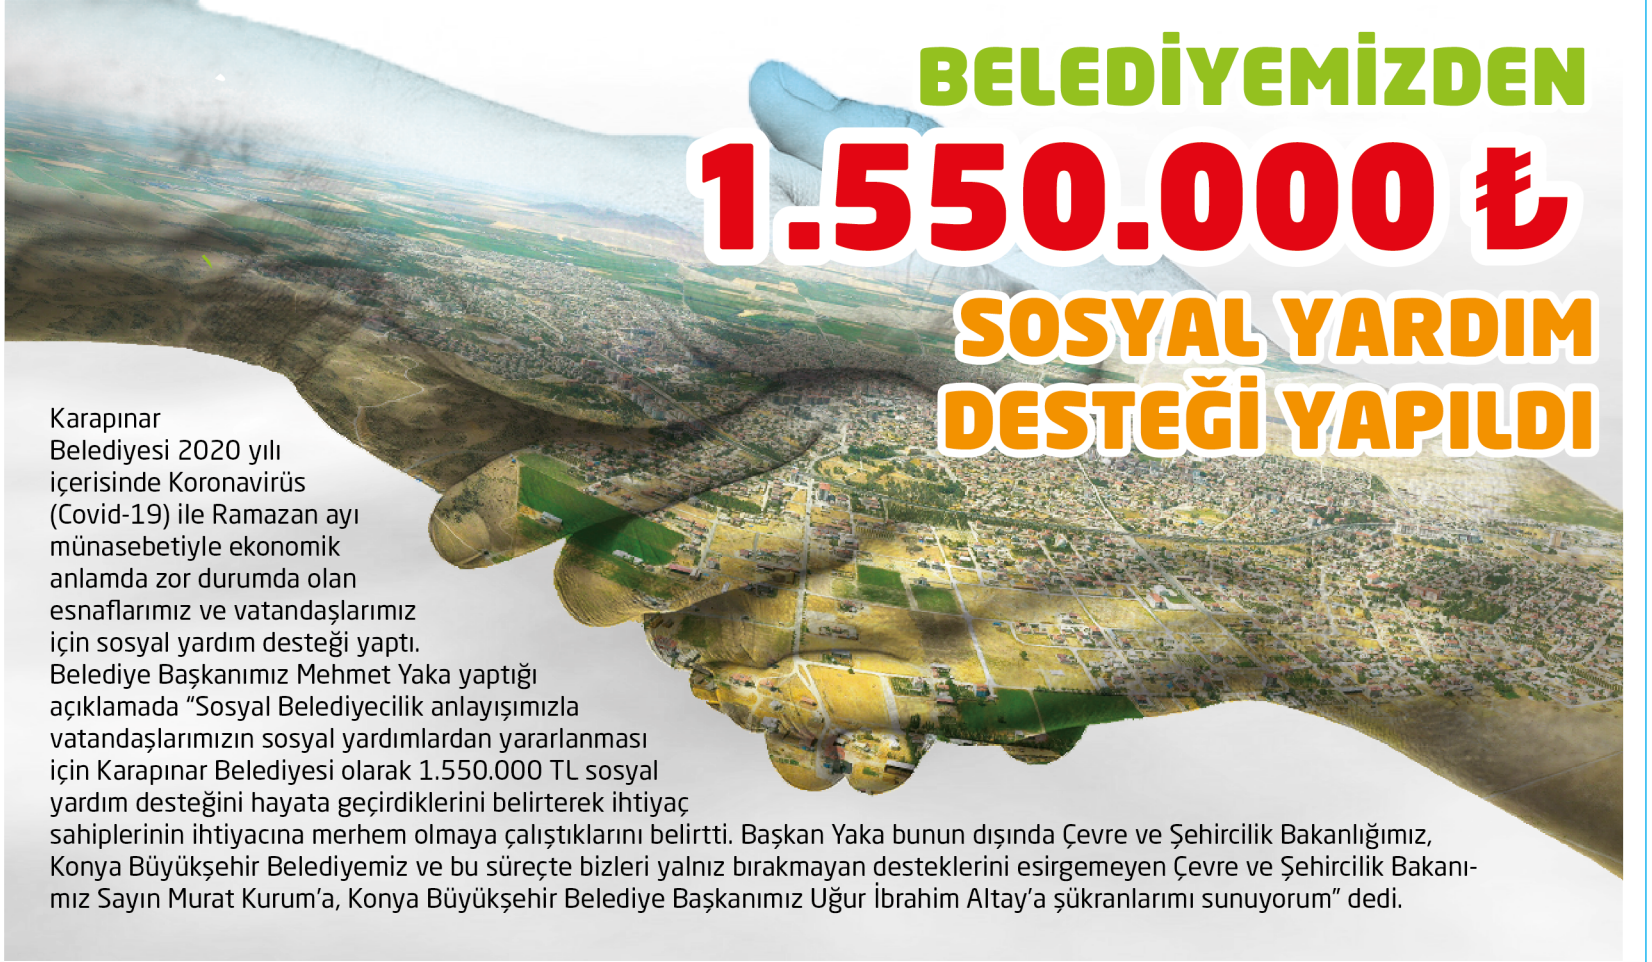 BELEDİYEMİZDEN
1.550.000 ₺
SOSYAL YARDIM
DESTEĞİ YAPILDI
Karapınar
Belediyesi 2020 yılı
içerisinde Koronavirüs
(Covid-19) ile Ramazan ayı
münasebetiyle ekonomik
anlamda zor durumda olan
esnaflarımız ve vatandaşlarımız
için sosyal yardım desteği yaptı.
Belediye Başkanımız Mehmet Yaka yaptığı
açıklamada “Sosyal Belediyecilik anlayışımızla
vatandaşlarımızın sosyal yardımlardan yararlanması
için Karapınar Belediyesi olarak 1.550.000 TL sosyal
yardım desteğini hayata geçirdiklerini belirterek ihtiyaç
sahiplerinin ihtiyacına merhem olmaya çalıştıklarını belirtti. Başkan Yaka bunun dışında Çevre ve Şehircilik Bakanlığımız,
Konya Büyükşehir Belediyemiz ve bu süreçte bizleri yalnız bırakmayan desteklerini esirgemeyen Çevre ve Şehircilik Bakanı-
mız Sayın Murat Kurum’a, Konya Büyükşehir Belediye Başkanımız Uğur İbrahim Altay’a şükranlarımı sunuyorum” dedi.